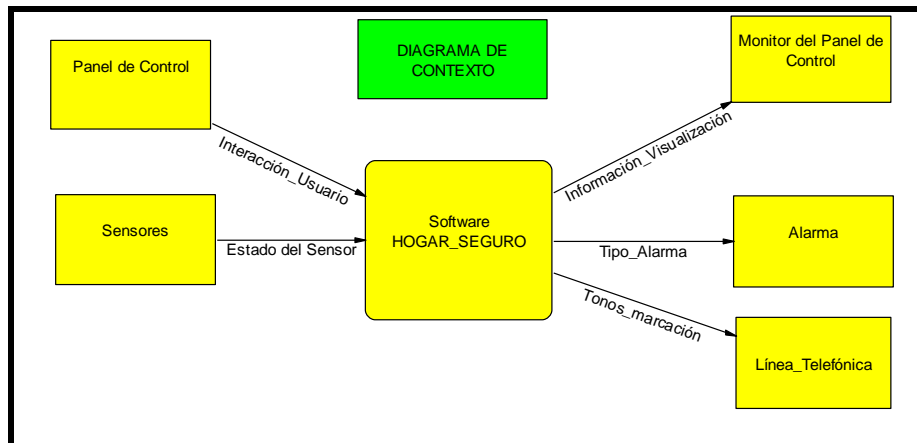 DIAGRAMA DE
CONTEXTO
Panel de Control
Monitor del Panel de
Control
Interacción_Usuario
Información_Visualización
Sensores
Estado del Sensor
Software
HOGAR_SEGURO
Tipo_Alarma
Alarma
Tonos_marcación
Línea_Telefónica